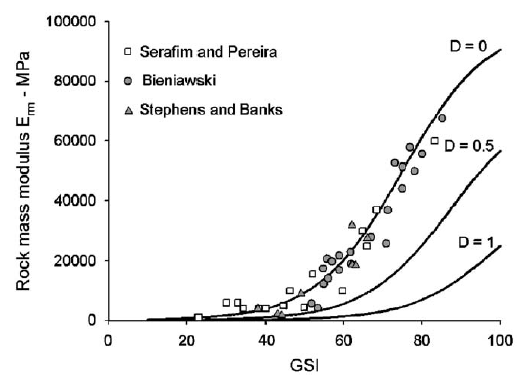 100000
80000
60000
40000
20000
0
Rock mass modulus Erm - MPa
Serafim and Pereira
Bieniawski
Stephens and Banks
D = 0
D = 0.5
D = 1
0 20 40 60 80 100
GSI